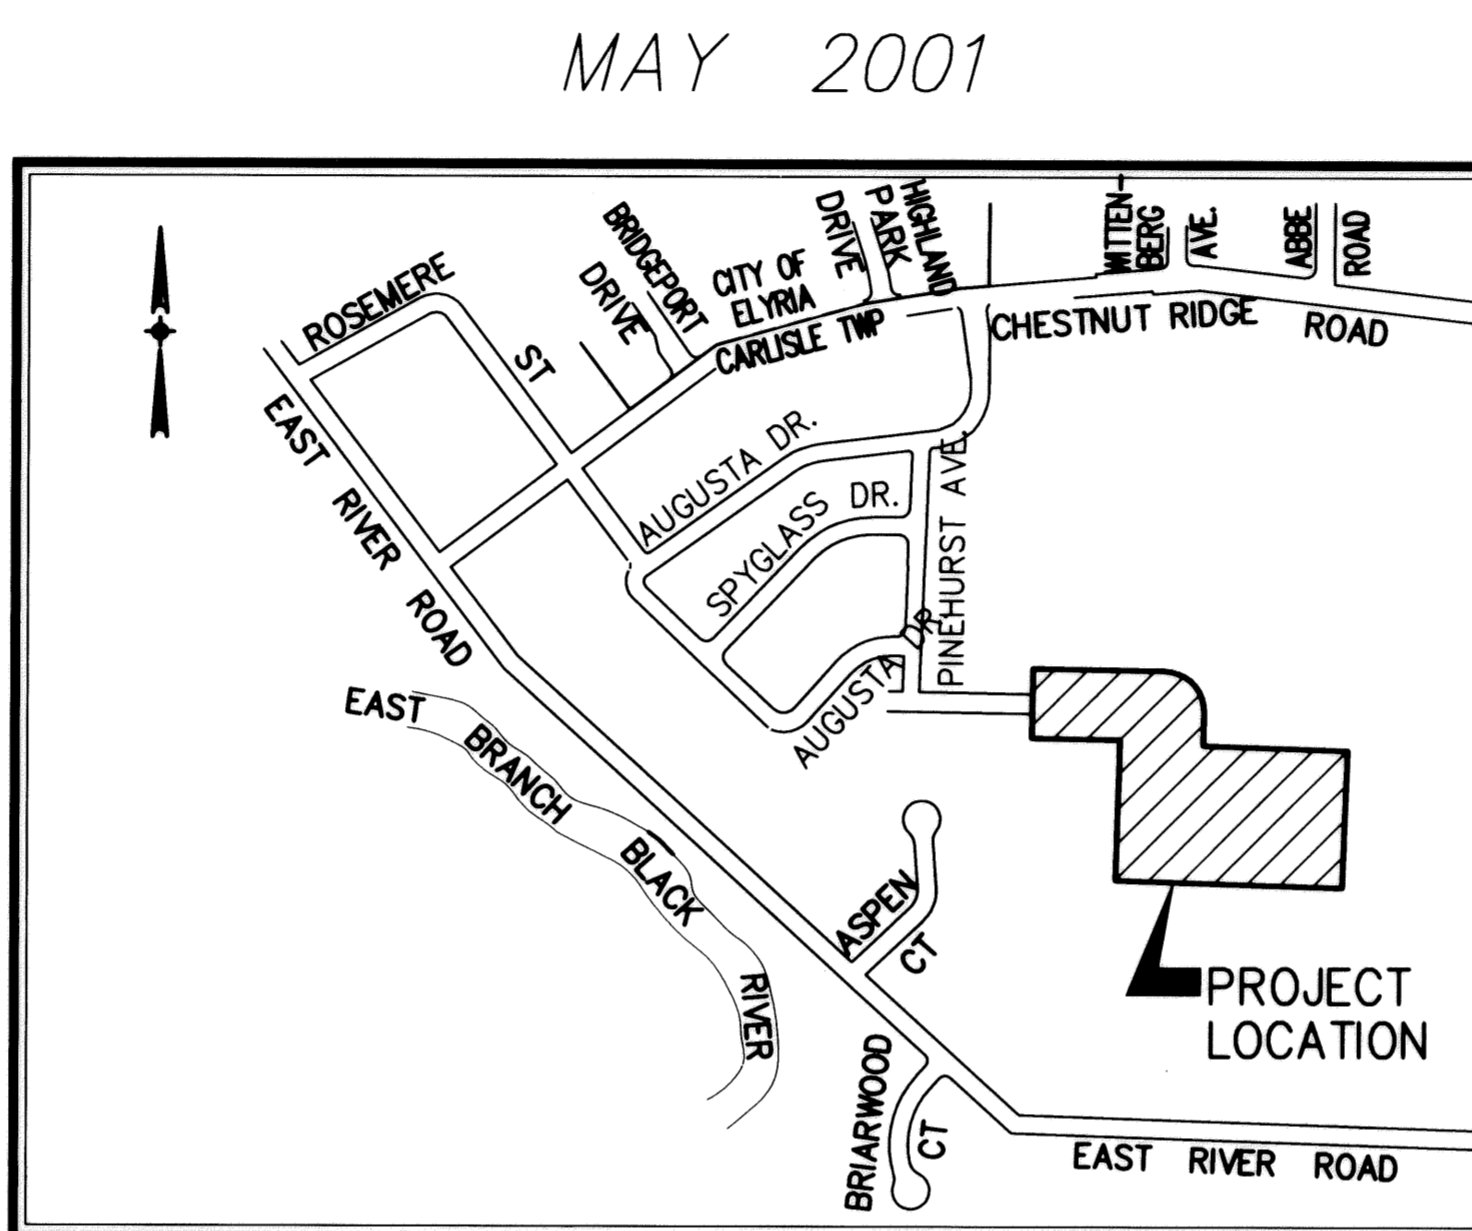 MAY 2001
ROSEMERE ST
BRIDGEPORT DRIVE
CITY OF
ELYRIA
CARLISLE TWP
HIGHLAND
PARK
DRIVE
WITTEN-
BERG
AVE.
ABBE
ROAD
CHESTNUT RIDGE ROAD
EAST RIVER ROAD
AUGUSTA DR.
SPYGLASS DR.
PINEHURST AVE.
AUGUSTA DR.
EAST BRANCH BLACK RIVER
ASPEN CT
PROJECT
LOCATION
BRIARWOOD CT
EAST RIVER ROAD